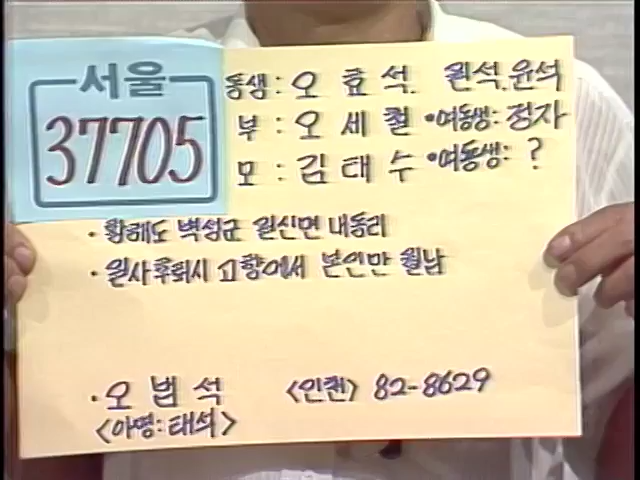 서울
37705
동생: 오효석. 원석. 윤석
부: 오세철 •여동생: 정자
모: 김태수 •여동생: ?
· 황해도 벽성군 월신면 내동리
· 일사후퇴시 고향에서 본인만 월남
· 오법석 <인천> 82-8629
<아명: 태석>